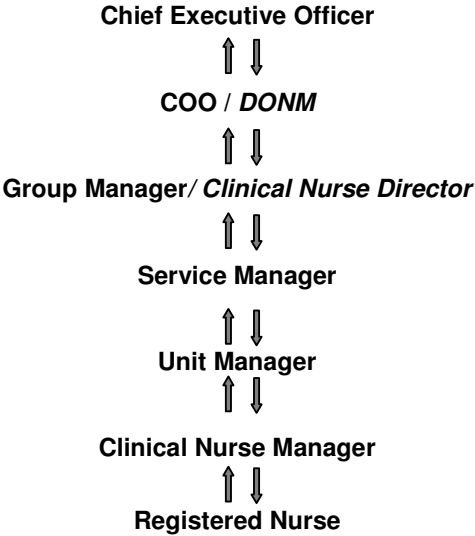 Chief Executive Officer
COO / DONM
Group Manager/ Clinical Nurse Director
Service Manager
Unit Manager
Clinical Nurse Manager
Registered Nurse